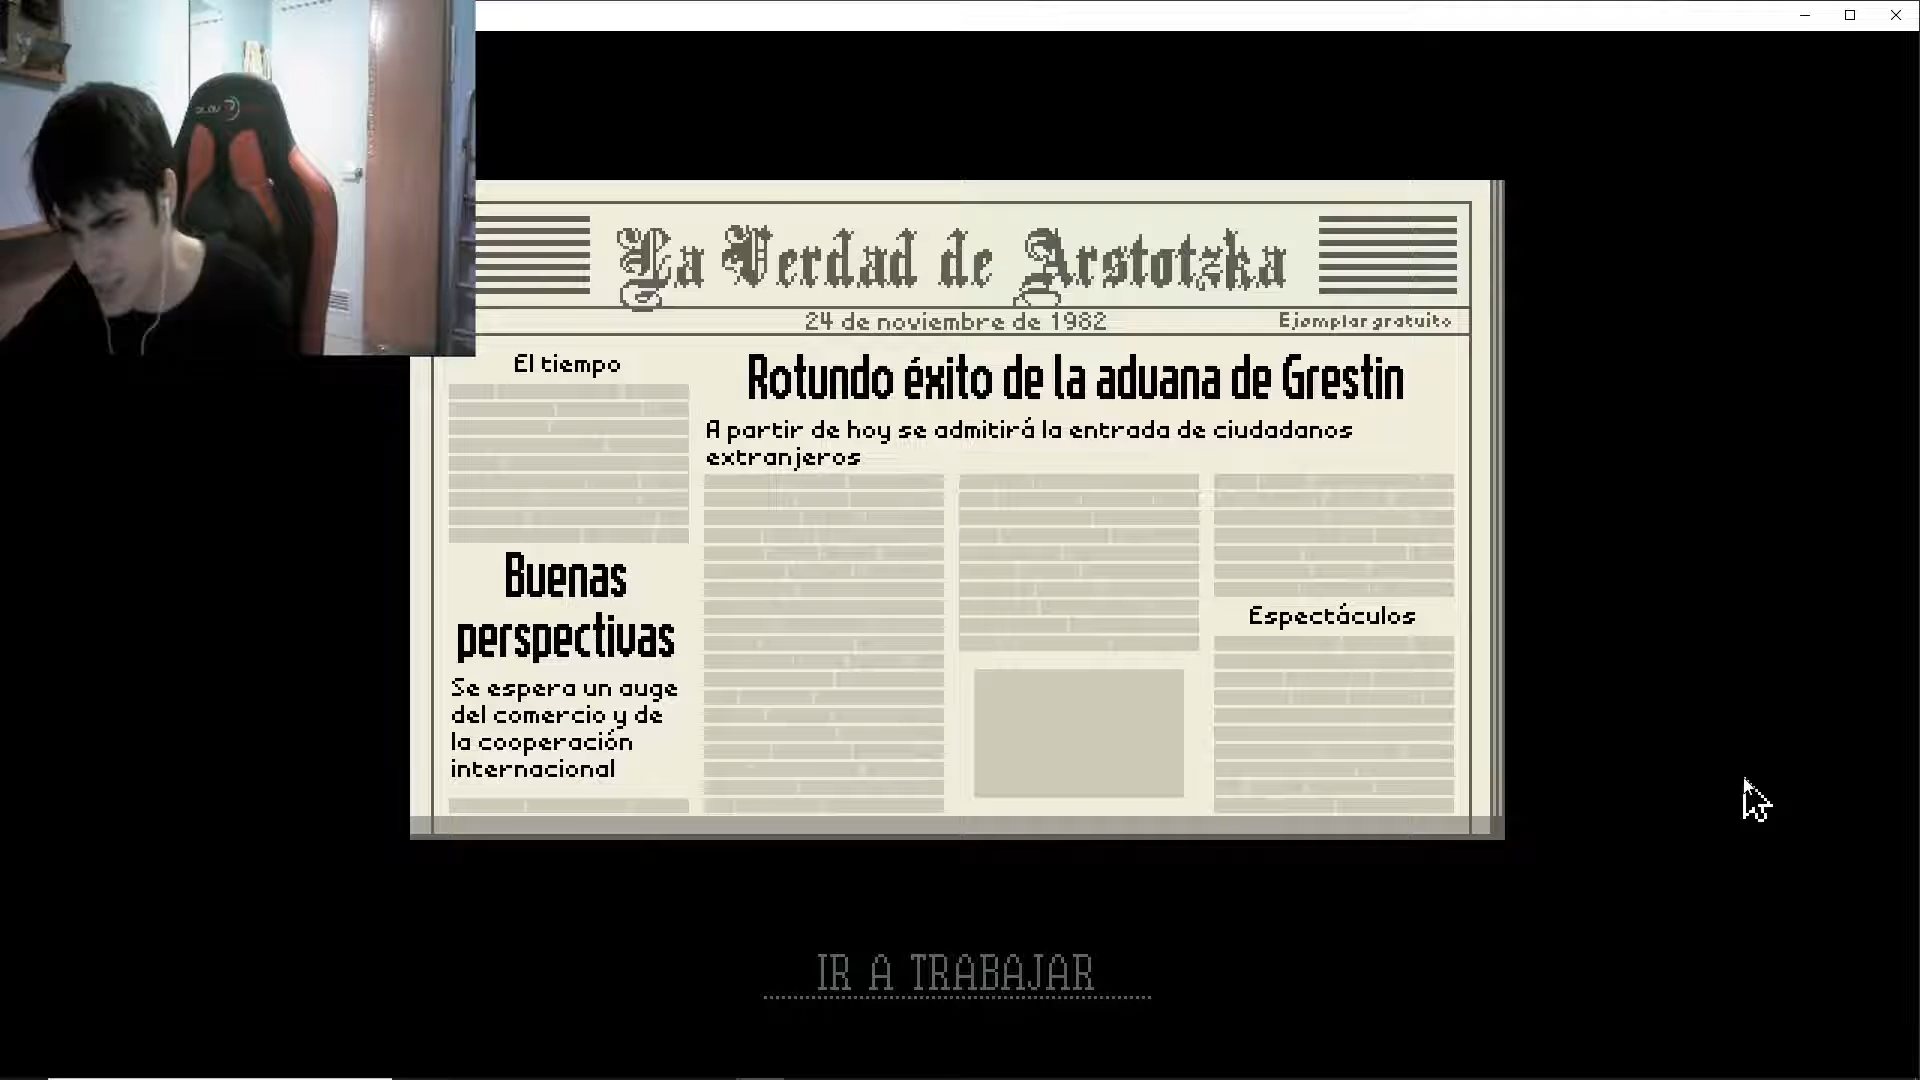 La Verdad de Arstotzka
24 de noviembre de 1982
Ejemplar gratuito
El tiempo
Rotundo éxito de la aduana de Grestin
A partir de hoy se admitirá la entrada de ciudadanos
extranjeros
Buenas
perspectivas
Se espera un auge
del comercio y de
la cooperación
internacional
Espectáculos
IR A TRABAJAR